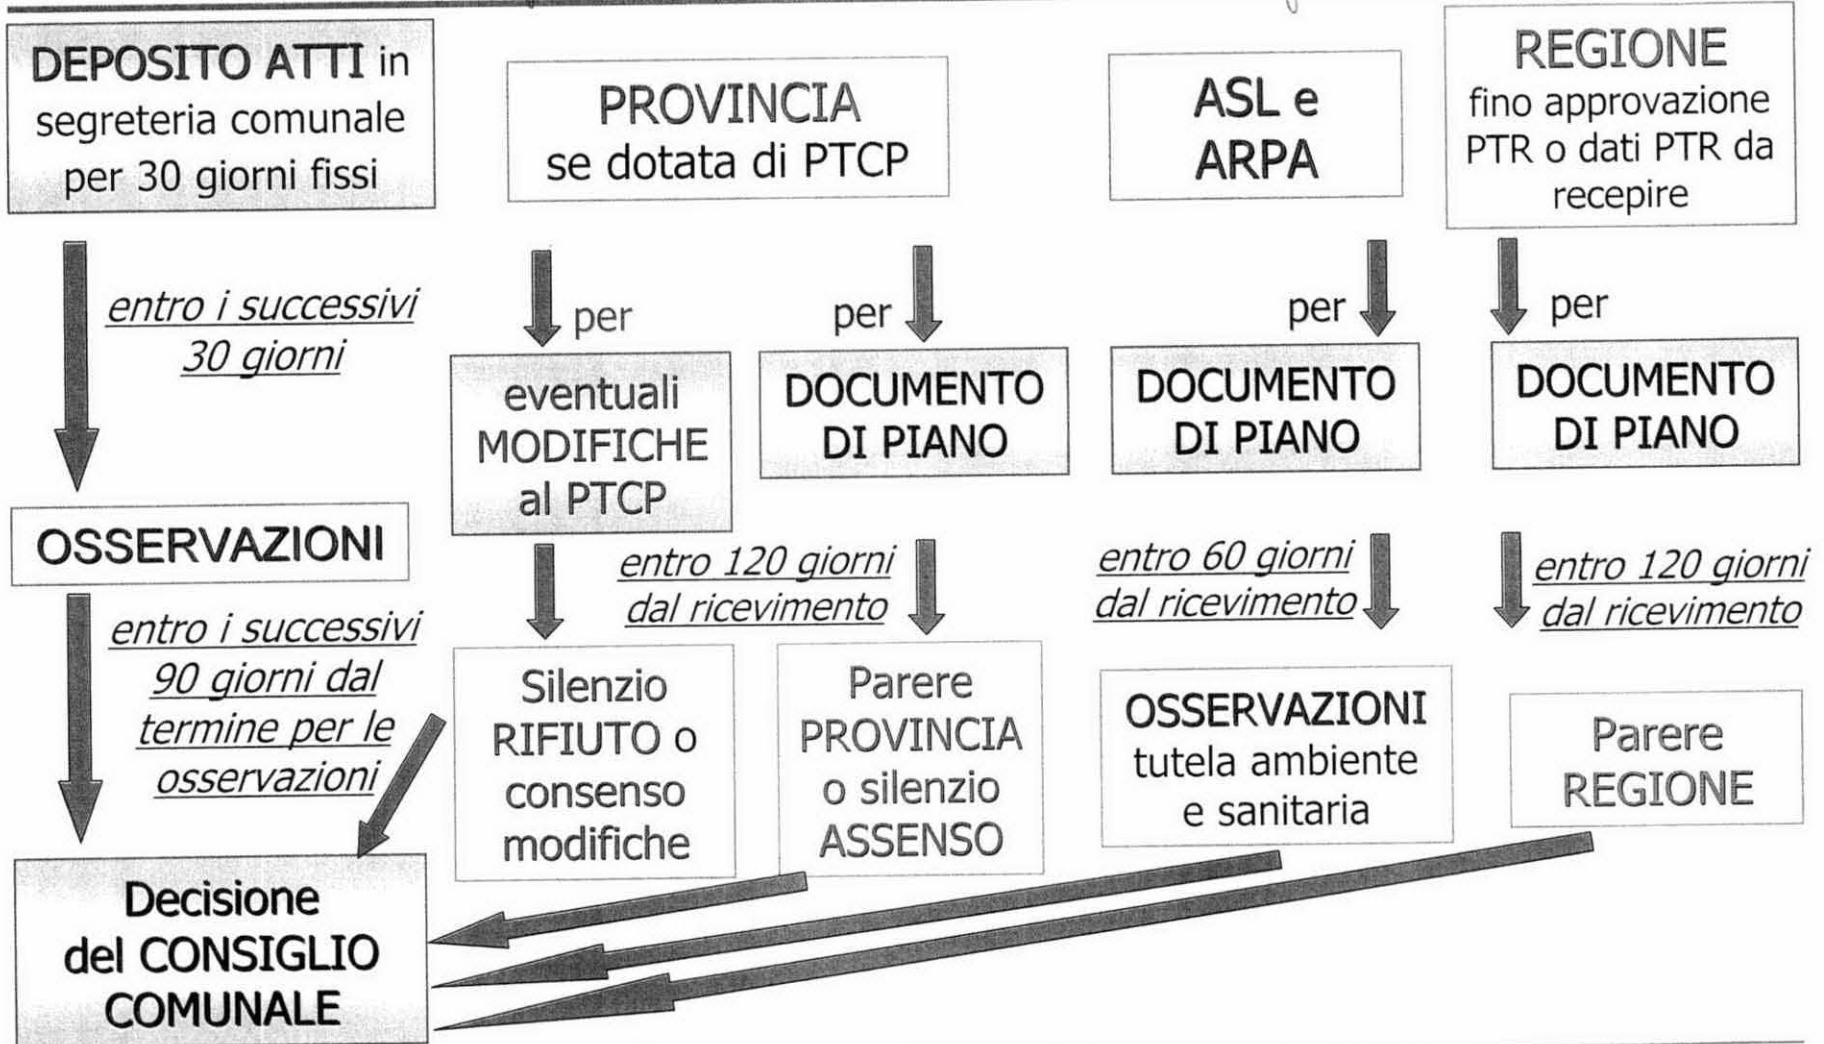 DEPOSITO ATTI in
segreteria comunale
per 30 giorni fissi
PROVINCIA
se dotata di PTCP
ASL e
ARPA
REGIONE
fino approvazione
PTR o dati PTR da
recepire
entro i successivi
30 giorni
per
per
per
per
eventuali
MODIFICHE
al PTCP
DOCUMENTO
DI PIANO
DOCUMENTO
DI PIANO
DOCUMENTO
DI PIANO
OSSERVAZIONI
entro 120 giorni
dal ricevimento
entro 60 giorni
dal ricevimento
entro 120 giorni
dal ricevimento
entro i successivi
90 giorni dal
termine per le
osservazioni
Silenzio
RIFIUTO o
consenso
modifiche
Parere
PROVINCIA
o silenzio
ASSENSO
OSSERVAZIONI
tutela ambiente
e sanitaria
Parere
REGIONE
Decisione
del CONSIGLIO
COMUNALE